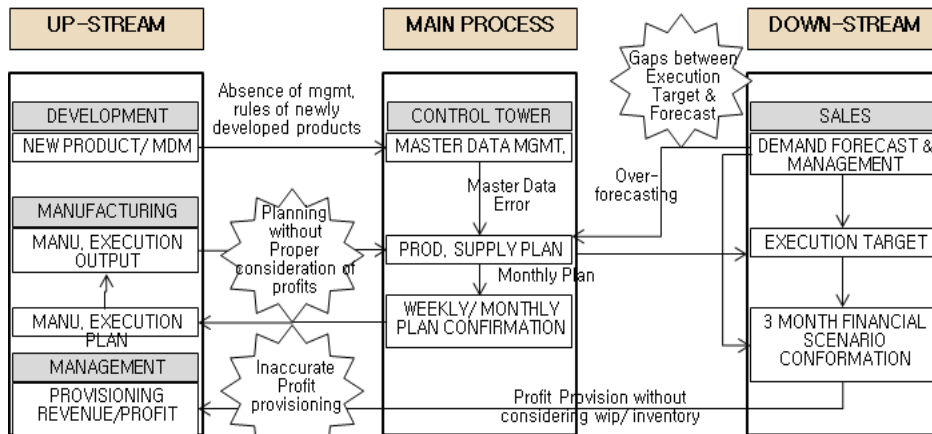 UP-STREAM
MAIN PROCESS
DOWN-STREAM
Gaps between
Execution
Target &
Forecast
Absence of mgmt,
rules of newly
developed products
DEVELOPMENT
NEW PRODUCT/ MDM
CONTROL TOWER
MASTER DATA MGMT,
SALES
DEMAND FORECAST &
MANAGEMENT
Master Data
Error
Over-
forecasting
MANUFACTURING
MANU, EXECUTION
OUTPUT
Planning
without
Proper
consideration of
profits
PROD, SUPPLY PLAN
Monthly Plan
EXECUTION TARGET
MANU, EXECUTION
PLAN
WEEKLY/ MONTHLY
PLAN CONFIRMATION
3 MONTH FINANCIAL
SCENARIO
CONFORMATION
MANAGEMENT
PROVISIONING
REVENUE/PROFIT
Inaccurate
Profit
provisioning
Profit Provision without
considering wip/ inventory